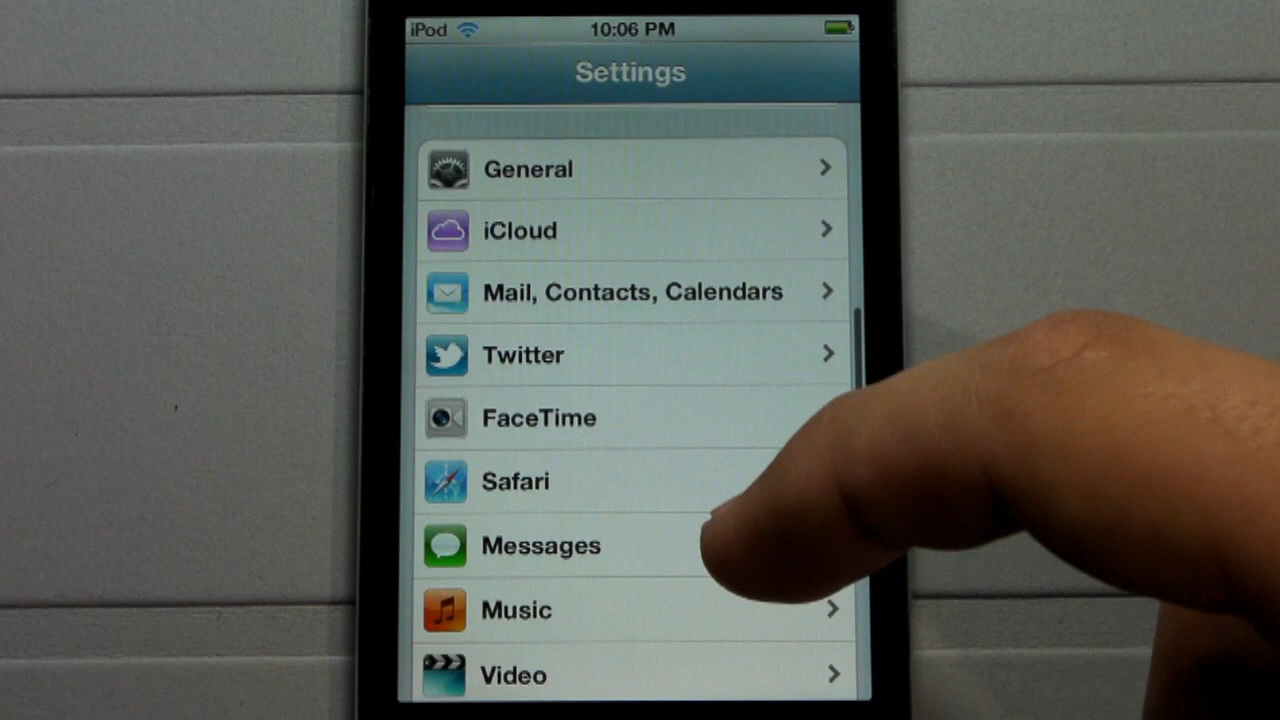 iPod 10:06 PM
Settings
General
iCloud
Mail, Contacts, Calendars
Twitter
FaceTime
Safari
Messages
Music
Video